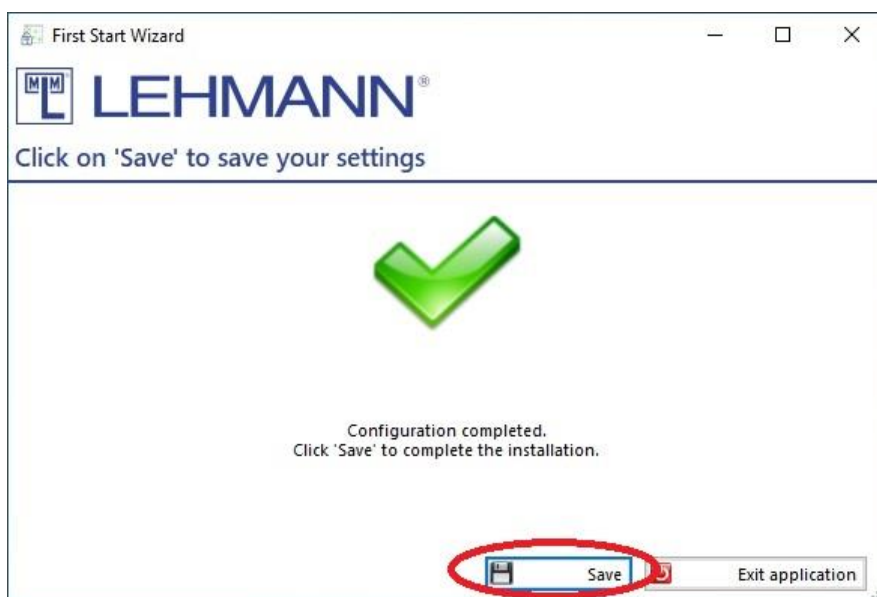 First Start Wizard
MLM
LEHMANN®
Click on 'Save' to save your settings
Configuration completed.
Click 'Save' to complete the installation.
Save
Exit application